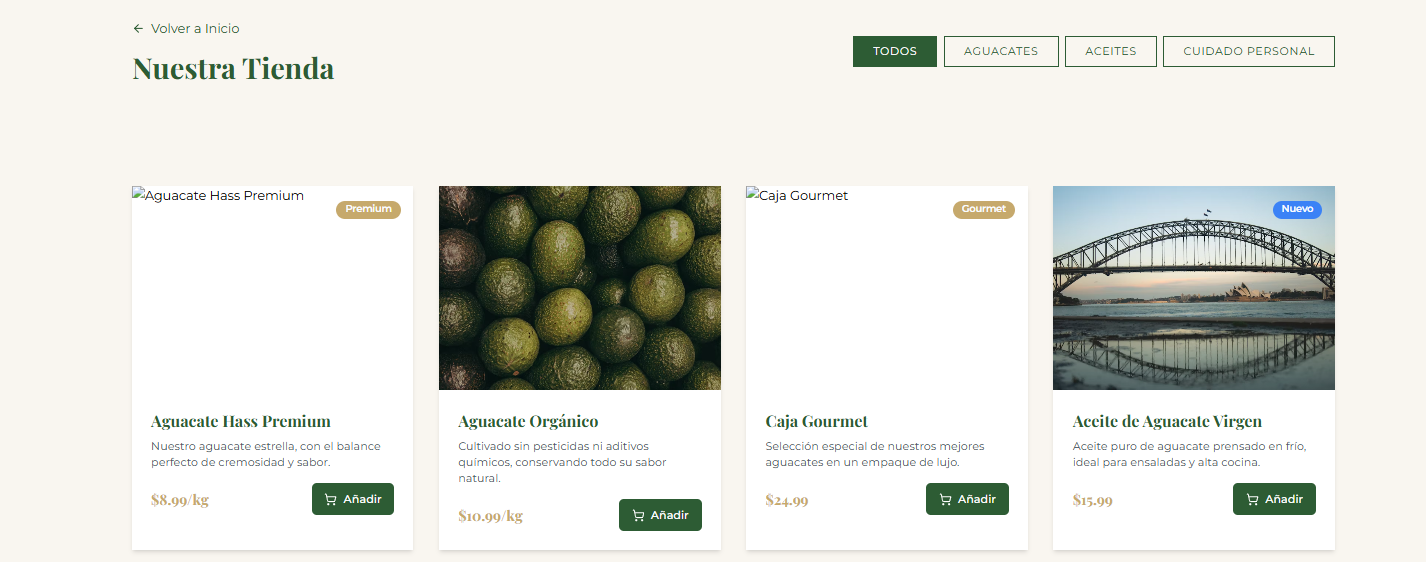 Volver a Inicio
Nuestra Tienda
TODOS
AGUACATES
ACEITES
CUIDADO PERSONAL
Aguacate Hass Premium
Premium
Aguacate Hass Premium
Nuestro aguacate estrella, con el balance
perfecto de cremosidad y sabor.
$8.99/kg
Añadir
Aguacate Orgánico
Cultivado sin pesticidas ni aditivos
químicos, conservando todo su sabor
natural.
$10.99/kg
Añadir
Caja Gourmet
Gourmet
Caja Gourmet
Selección especial de nuestros mejores
aguacates en un empaque de lujo.
$24.99
Añadir
Nuevo
Aceite de Aguacate Virgen
Aceite puro de aguacate prensado en frío,
ideal para ensaladas y alta cocina.
$15.99
Añadir